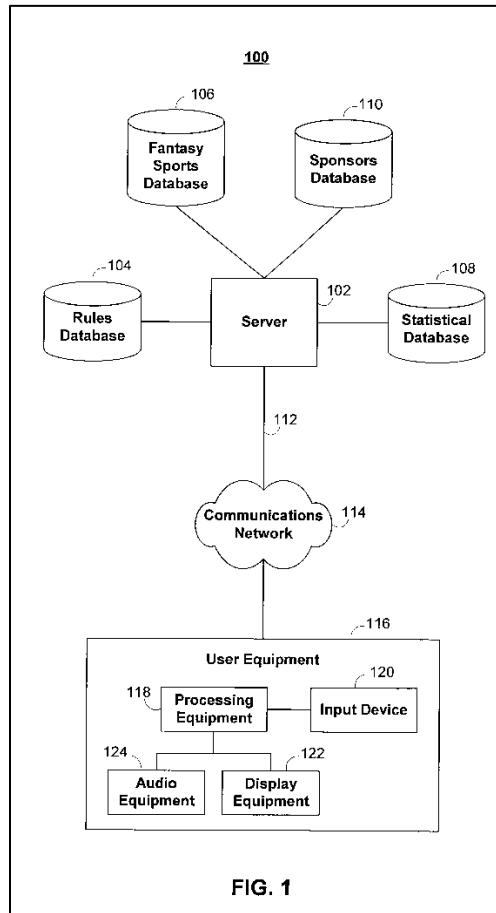 100
106
110
Fantasy
Sports
Database
Sponsors
Database
104
102
108
Rules
Database
Server
Statistical
Database
112
Communications
Network
114
116
User Equipment
118
Processing
Equipment
120
Input Device
124
Audio
Equipment
122
Display
Equipment
FIG. 1